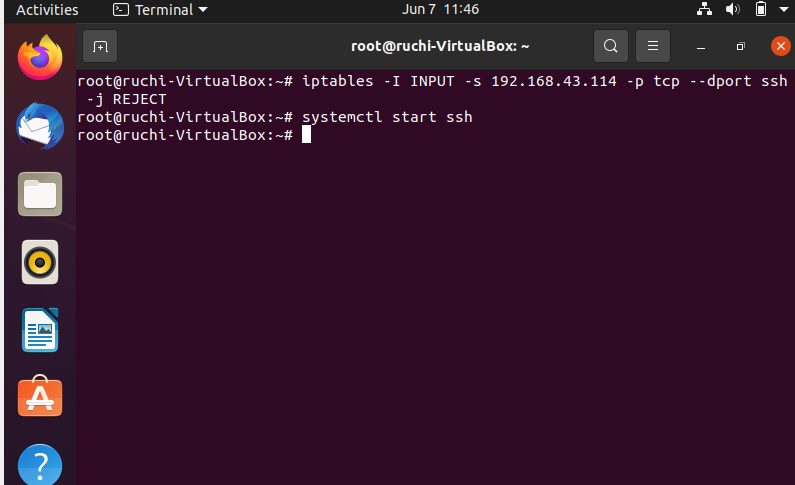 Activities
Terminal
Jun 7 11:46
root@ruchi-VirtualBox: ~
root@ruchi-VirtualBox:~# iptables -I INPUT -s 192.168.43.114 -p tcp --dport ssh
-j REJECT
root@ruchi-VirtualBox:~# systemctl start ssh
root@ruchi-VirtualBox:~#